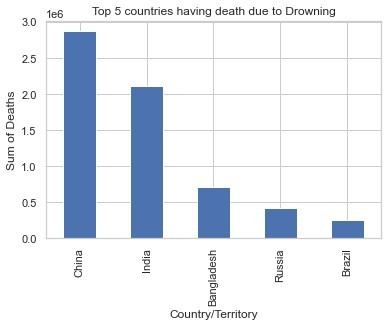 Top 5 countries having death due to Drowning
1e6
3.0
2.5
2.0
1.5
1.0
0.5
0.0
Sum of Deaths
China
India
Bangladesh
Russia
Brazil
Country/Territory